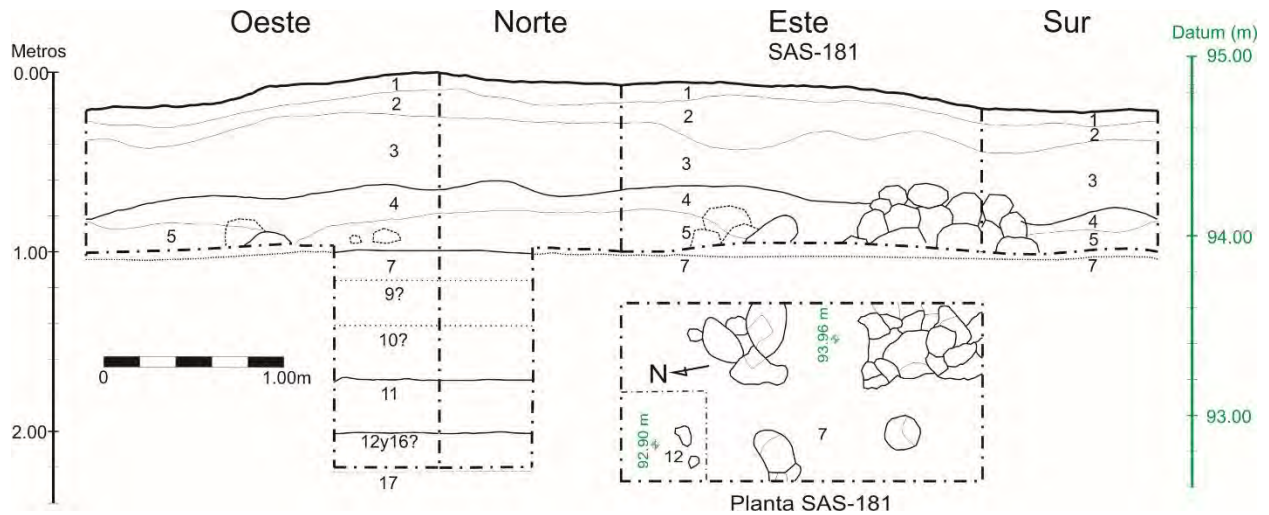 Oeste Norte Este Sur
SAS-181
Metros
Datum (m)
0.00
95.00
1 1 1
2 2 2
3 3 3
4 4 4
5 5 5
94.00
1.00
7 7 7
9?
10?
0 1.00m
11
93.00
2.00
12y16?
17
N
93.96 m
92.90 m
7
12
Planta SAS-181